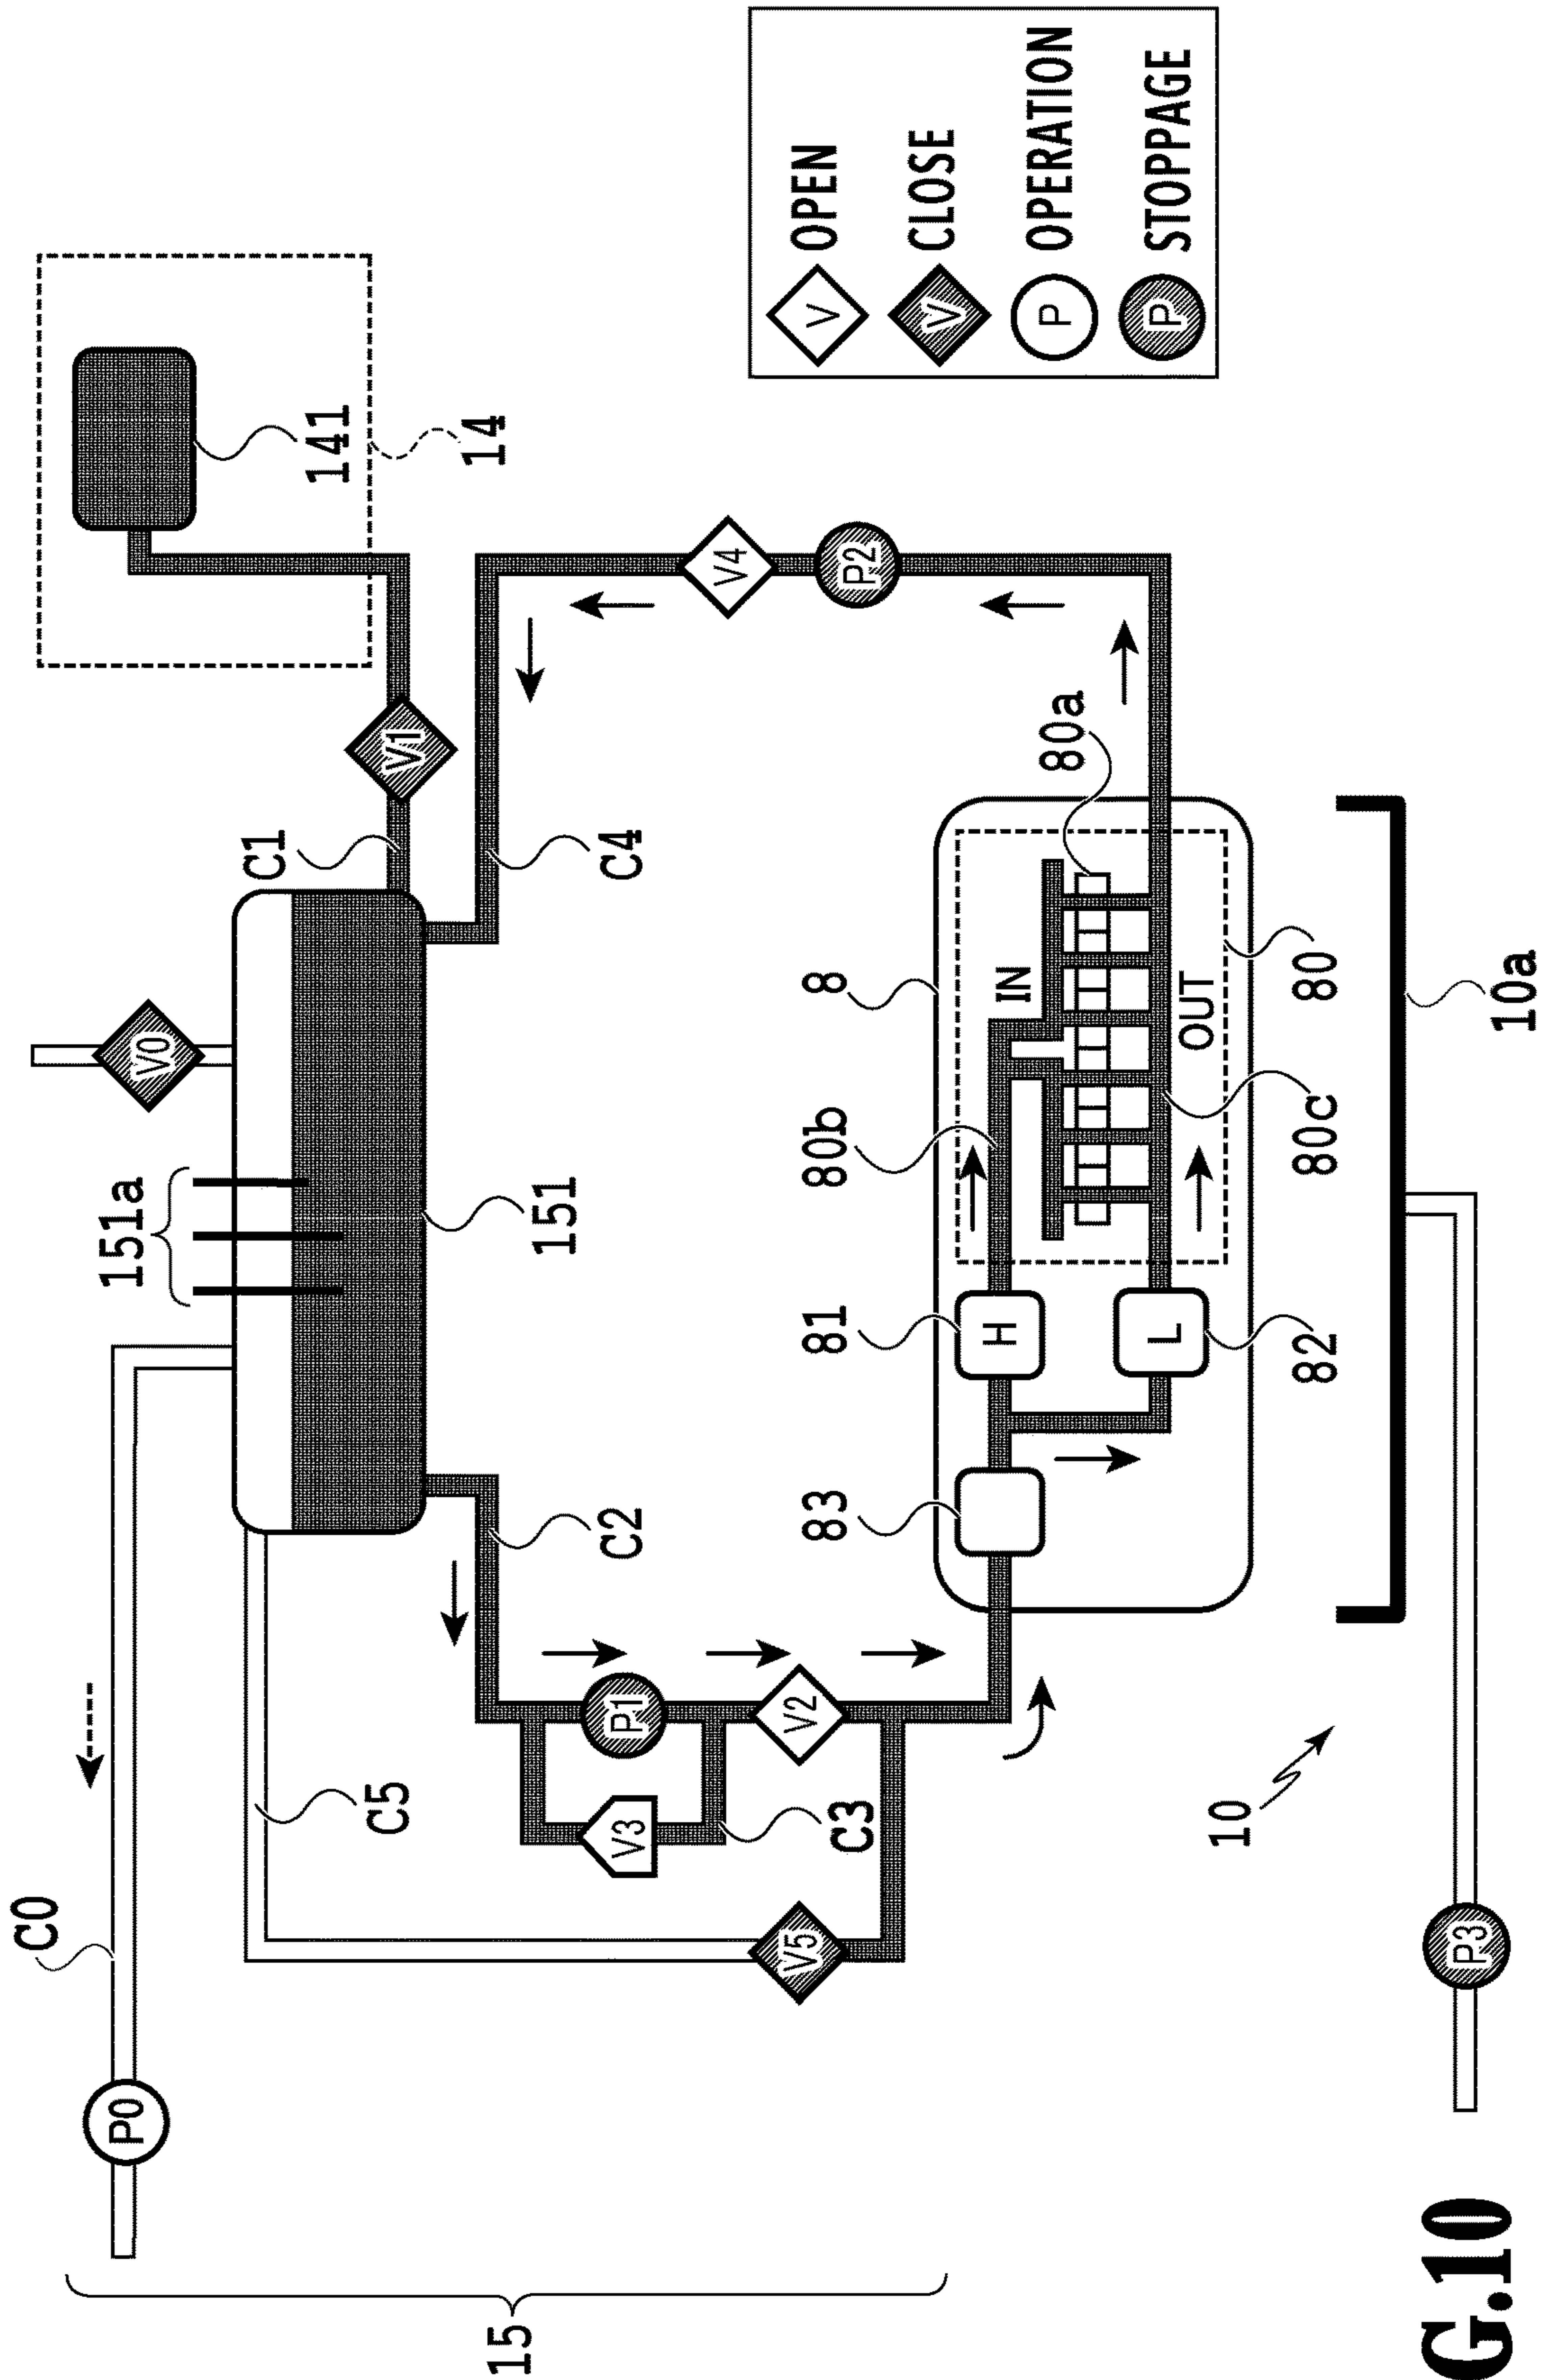 15
C0
P0
C5
V5
V3
C3
P1
V2
C2
151a
151
V0
C1
V1
141
14
C4
V4
P2
8
83
81
H
82
L
80b
IN
OUT
80a
80
80c
10a
10
P3
V OPEN
V CLOSE
P OPERATION
P STOPPAGE
G.10